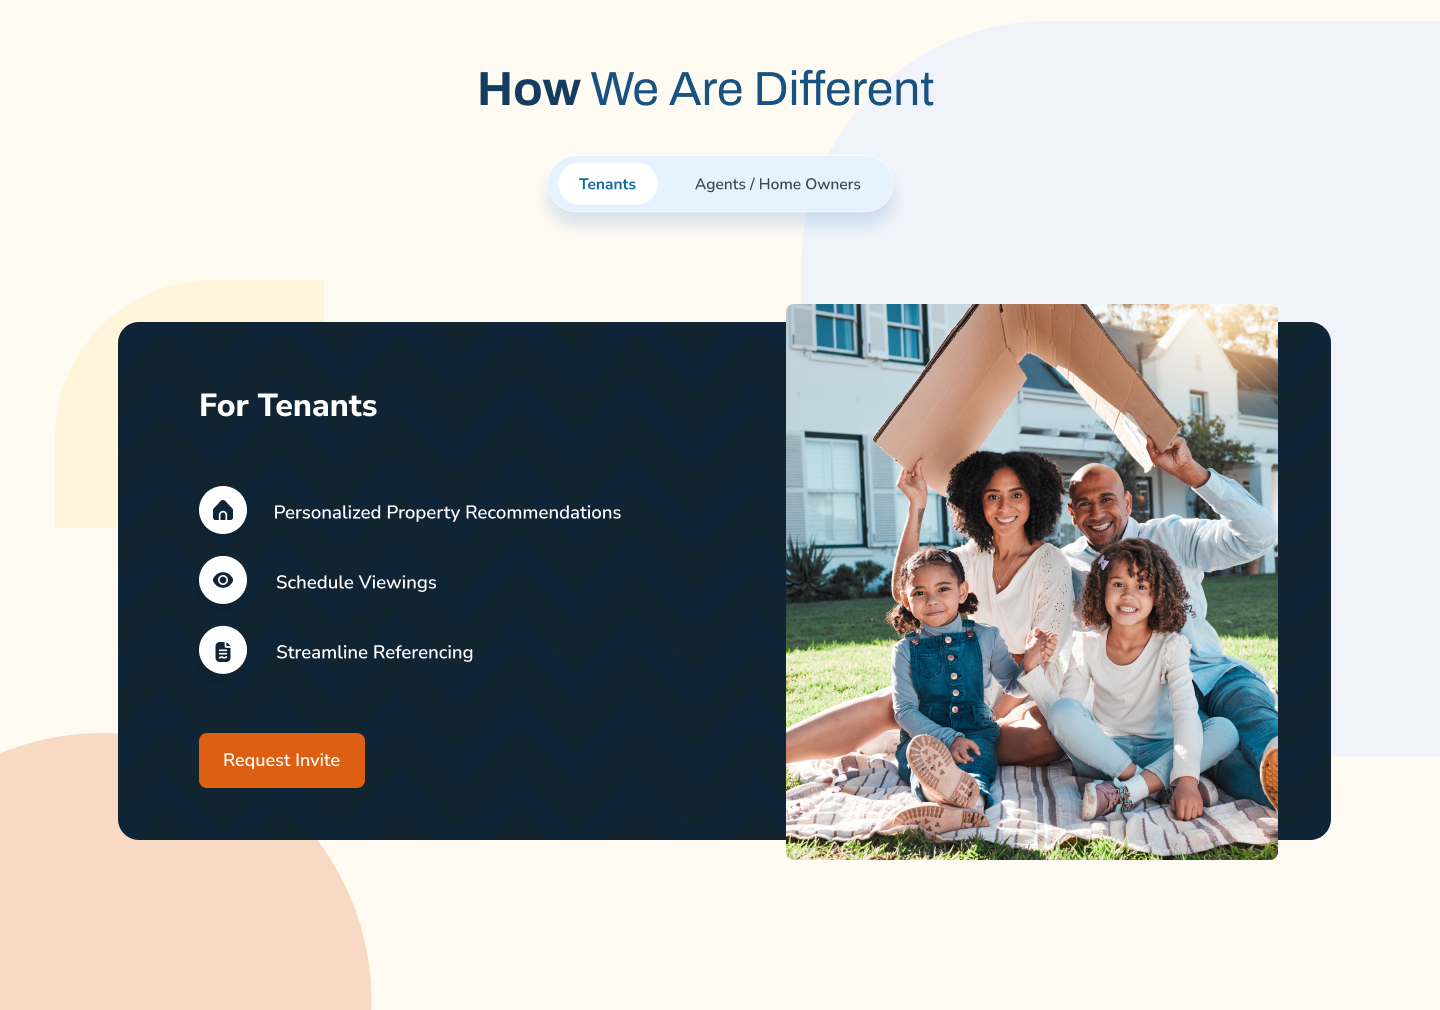 How We Are Different
Tenants
Agents / Home Owners
For Tenants
Personalized Property Recommendations
Schedule Viewings
Streamline Referencing
Request Invite